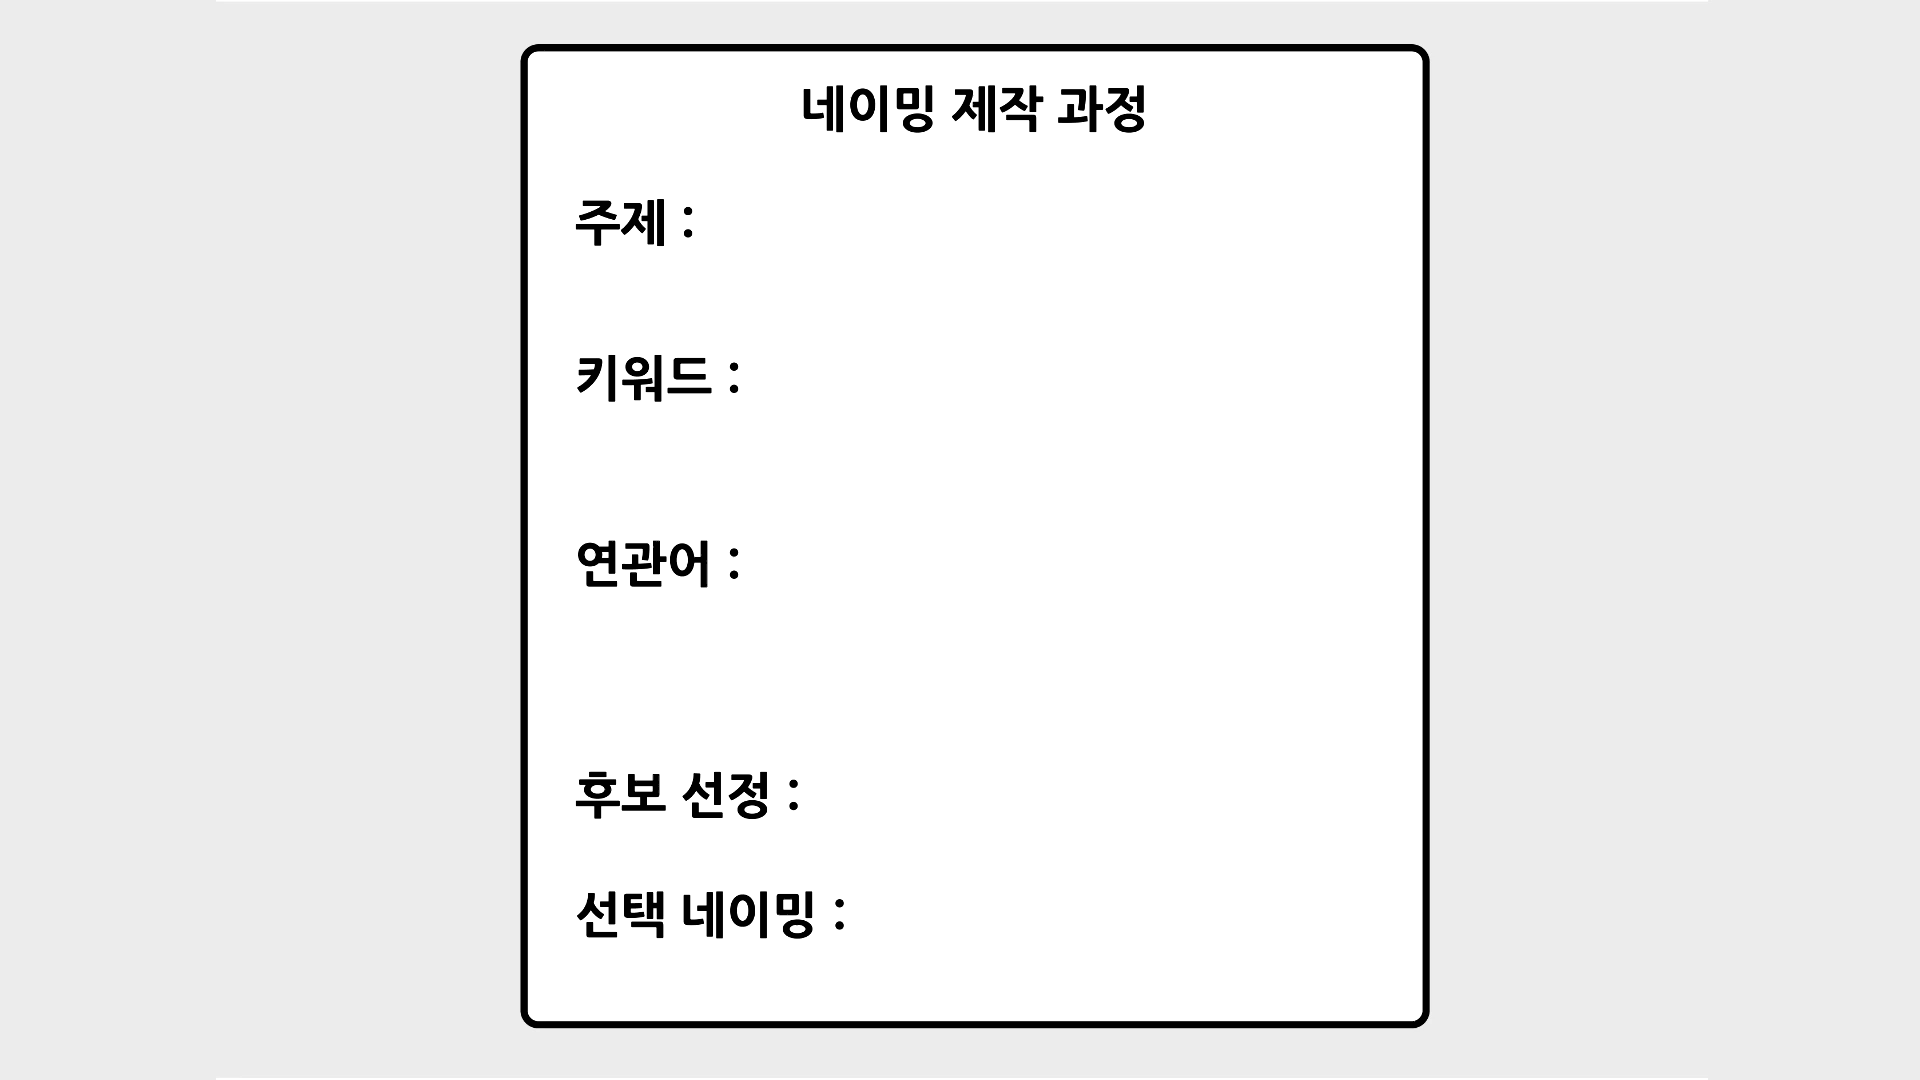 네이밍 제작 과정
주제 :
키워드 :
연관어 :
후보 선정 :
선택 네이밍 :